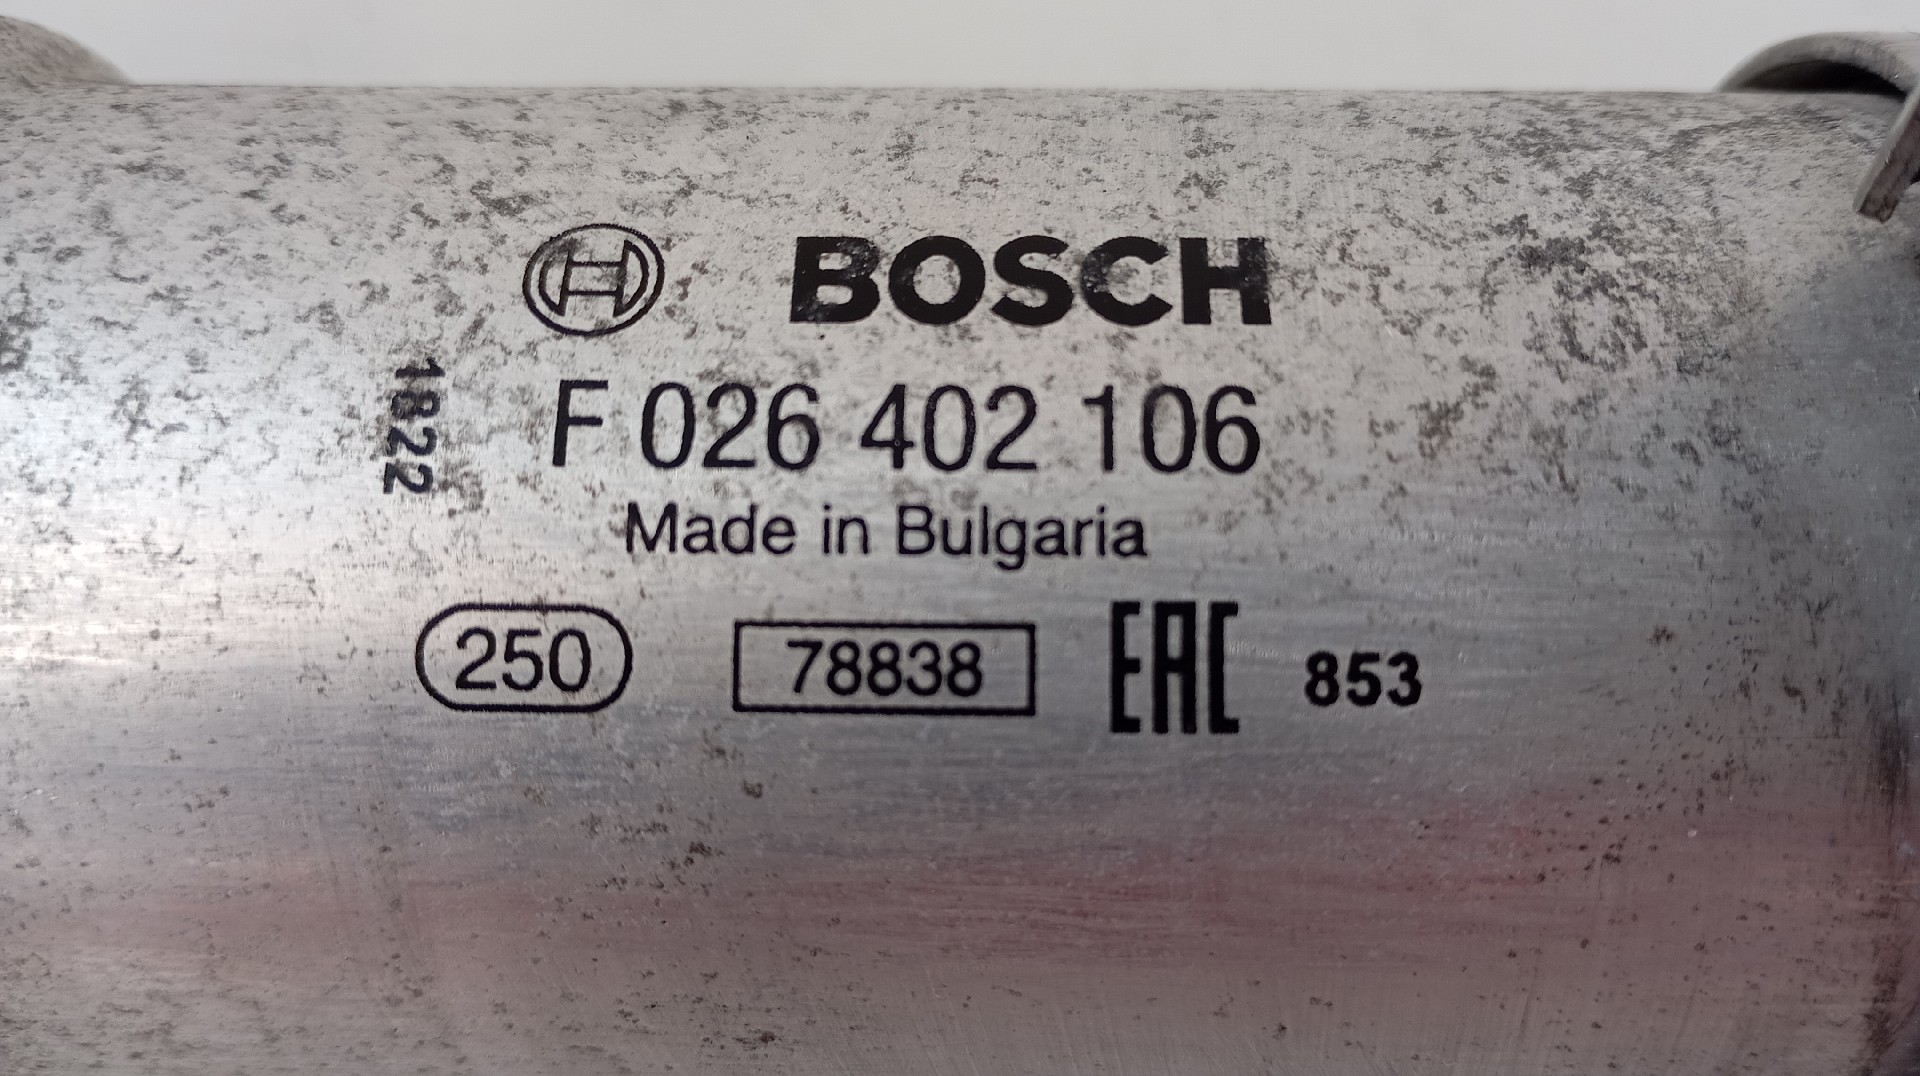 BOSCH
1822
F 026 402 106
Made in Bulgaria
250 78838 EAC 853